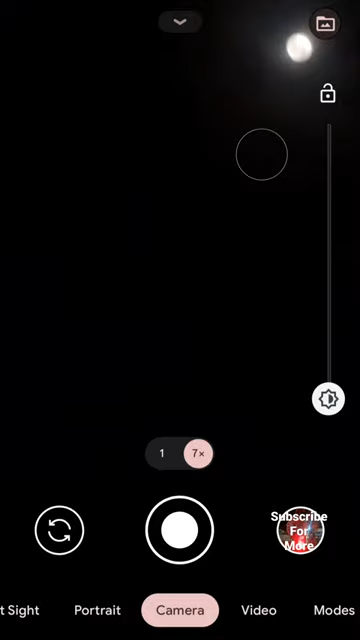 1
7×
Subscribe
For
More
t Sight
Portrait
Camera
Video
Modes